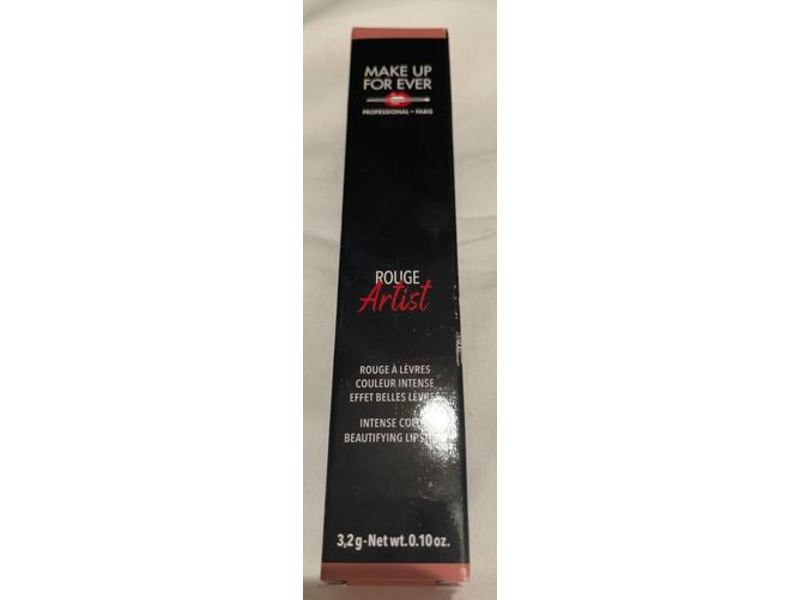 MAKE UP
FOR EVER
PROFESSIONAL – PARIS
ROUGE
Artist
ROUGE À LÈVRES
COULEUR INTENSE
EFFET BELLES LÈVRES
INTENSE
BEAUTIFYING
3,2 g - Net wt. 0.10 oz.